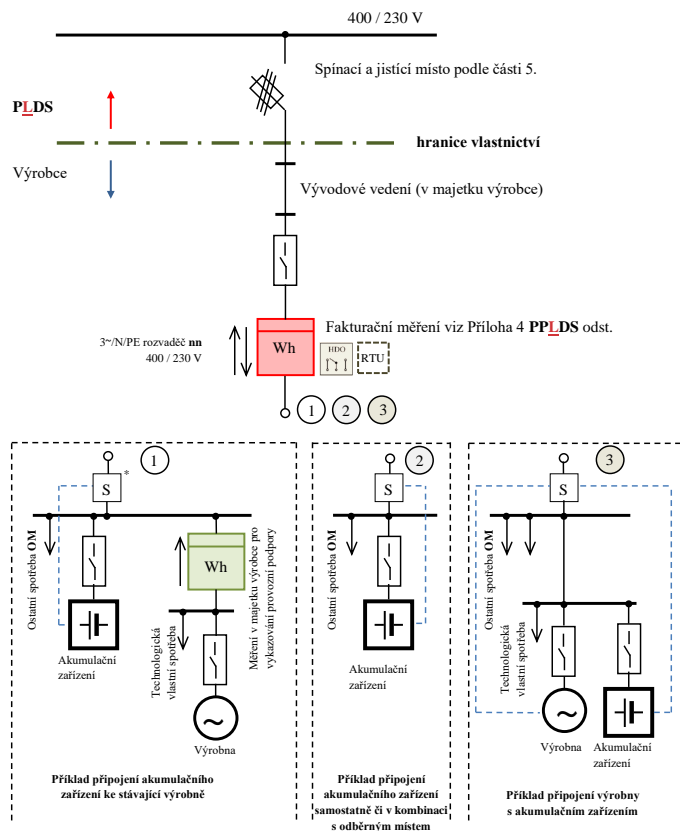 400 / 230 V
Spínací a jistící místo podle části 5.
PLDS
hranice vlastnictví
Výrobce
Vývodové vedení (v majetku výrobce)
Fakturační měření viz Příloha 4 PPLDS odst.
3~/N/PE rozvaděč nn
400 / 230 V
Wh
HDO
RTU
1
2
3
1
S
*
Ostatní spotřeba OM
Wh
Měření v majetku výrobce pro
vykazování provozní podpory
Akumulační
zařízení
Technologická
vlastní spotřeba
~
Výrobna
Příklad připojení akumulačního
zařízení ke stávající výrobně
2
S
Ostatní spotřeba OM
Akumulační
zařízení
Příklad připojení
akumulačního zařízení
samostatně či v kombinaci
s odběrným místem
3
S
Ostatní spotřeba OM
Technologická
vlastní spotřeba
~
Výrobna
Akumulační
zařízení
Příklad připojení výrobny
s akumulačním zařízením